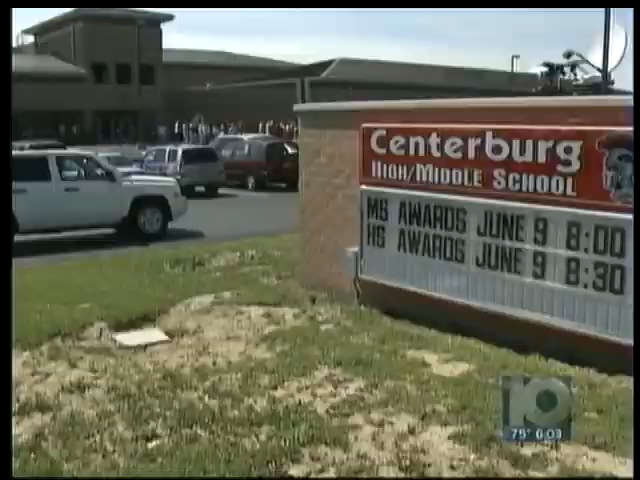 Centerburg
HIGH/MIDDLE SCHOOL
MS AWARDS JUNE 9 8:00
HS AWARDS JUNE 9 8:30
10
75° 6:03